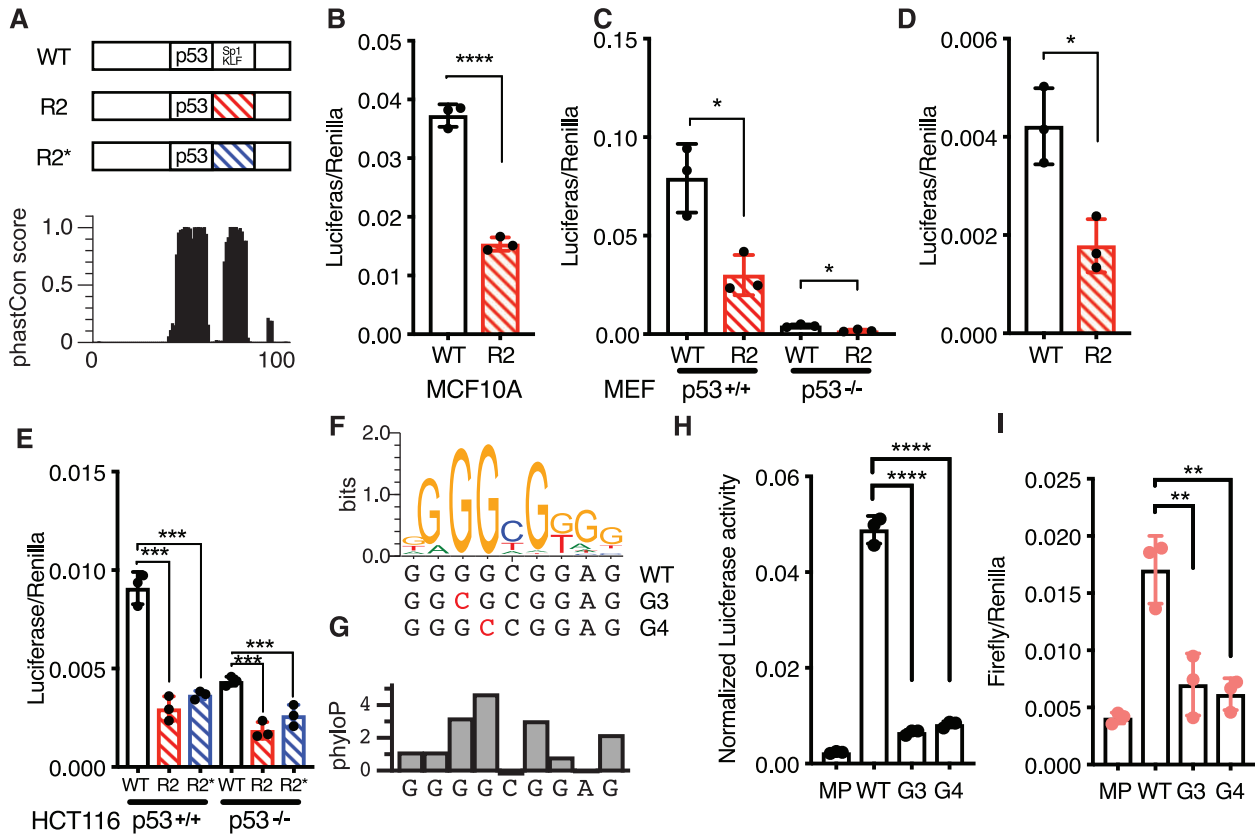 A
WT
p53
Sp1
KLF
R2
p53
R2*
p53
phastCon score
1.0
0.5
0
0
100
B
Luciferas/Renilla
0.05
0.04
0.03
0.02
0.01
0.00
****
WT
R2
MCF10A
C
Luciferas/Renilla
0.15
0.10
0.05
0.00
*
*
WT
R2
WT
R2
MEF
p53+/+
p53-/-
D
Luciferas/Renilla
0.006
0.004
0.002
0.000
*
WT
R2
E
Luciferase/Renilla
0.015
0.010
0.005
0.000
***
***
***
***
WT
R2
R2*
WT
R2
R2*
HCT116
p53+/+
p53-/-
F
bits
2.0
1.0
0.0
G G G G C G G A G WT
G G C G C G G A G G3
G G G C C G G A G G4
G
phyloP
4
2
0
G G G G C G G A G
H
Normalized Luciferase activity
0.06
0.04
0.02
0.00
****
****
MP
WT
G3
G4
I
Firefly/Renilla
0.025
0.020
0.015
0.010
0.005
0.000
**
**
MP
WT
G3
G4